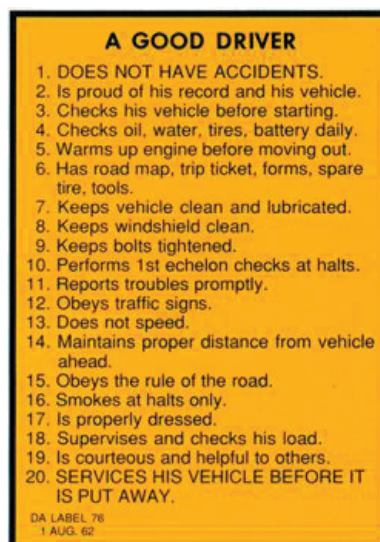 A GOOD DRIVER
1. DOES NOT HAVE ACCIDENTS.
2. Is proud of his record and his vehicle.
3. Checks his vehicle before starting.
4. Checks oil, water, tires, battery daily.
5. Warms up engine before moving out.
6. Has road map, trip ticket, forms, spare
tire, tools.
7. Keeps vehicle clean and lubricated.
8. Keeps windshield clean.
9. Keeps bolts tightened.
10. Performs 1st echelon checks at halts.
11. Reports troubles promptly.
12. Obeys traffic signs.
13. Does not speed.
14. Maintains proper distance from vehicle
ahead.
15. Obeys the rule of the road.
16. Smokes at halts only.
17. Is properly dressed.
18. Supervises and checks his load.
19. Is courteous and helpful to others.
20. SERVICES HIS VEHICLE BEFORE IT
IS PUT AWAY.
DA LABEL 76
1 AUG. 62